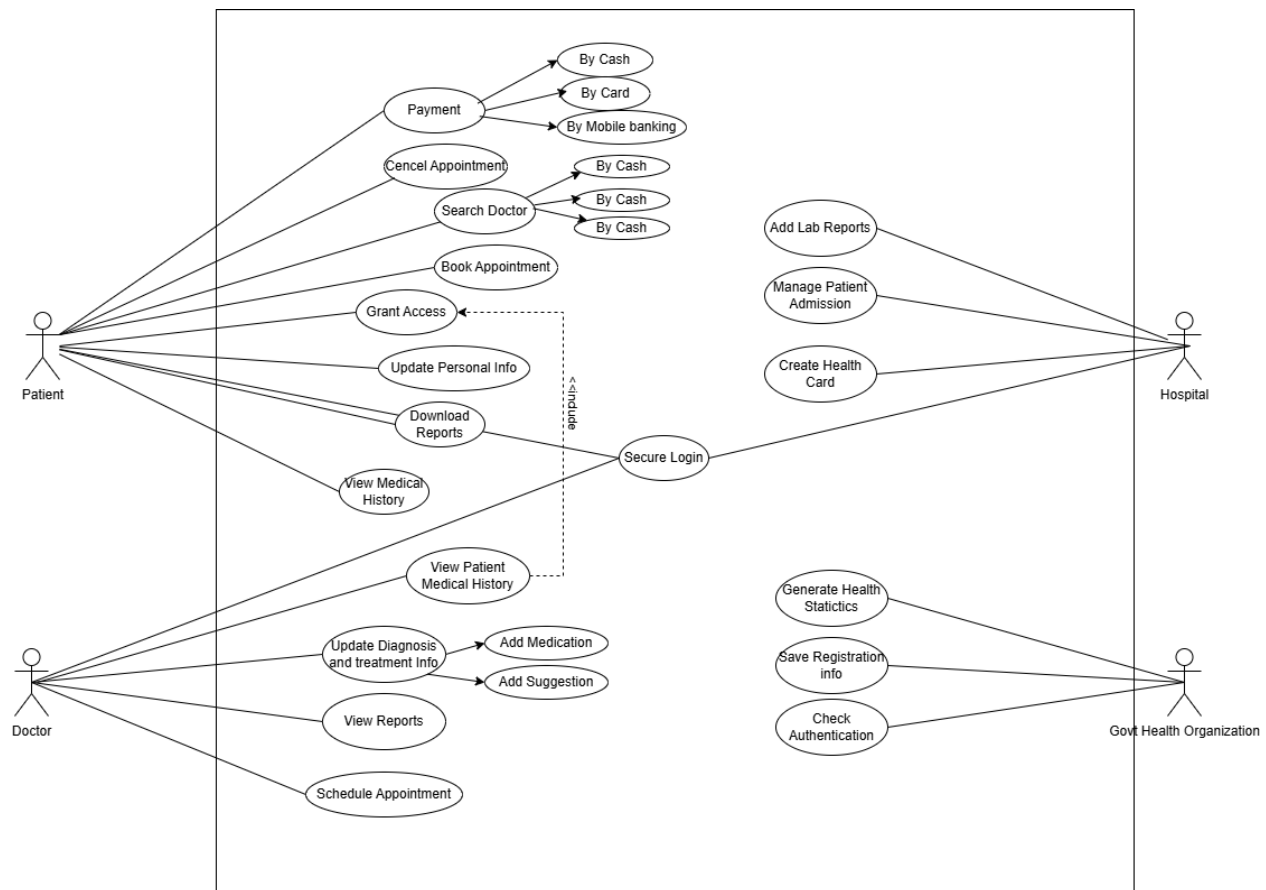 By Cash
By Card
Payment
By Mobile banking
Cencel Appointment
By Cash
By Cash
Search Doctor
By Cash
Add Lab Reports
Book Appointment
Manage Patient
Admission
Grant Access
Update Personal Info
Create Health
Card
Patient
Hospital
<<include
Download
Reports
Secure Login
View Medical
History
View Patient
Medical History
Generate Health
Statictics
Update Diagnosis
and treatment Info
Add Medication
Add Suggestion
Save Registration
info
View Reports
Check
Authentication
Doctor
Govt Health Organization
Schedule Appointment